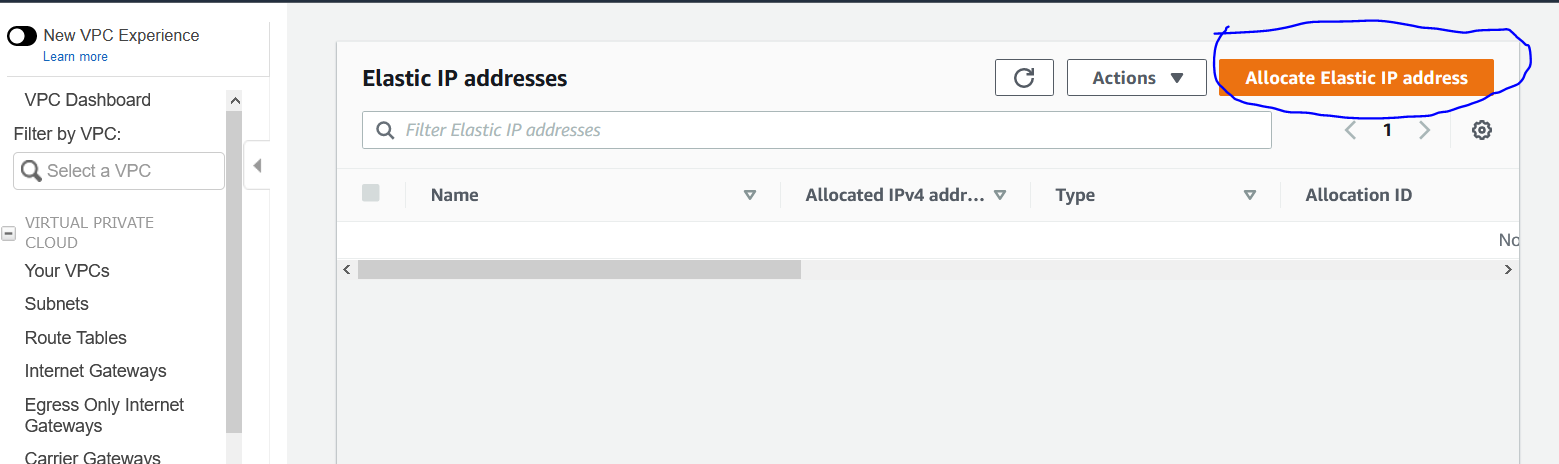 New VPC Experience
Learn more
VPC Dashboard
Filter by VPC:
Select a VPC
VIRTUAL PRIVATE
CLOUD
Your VPCs
Subnets
Route Tables
Internet Gateways
Egress Only Internet
Gateways
Carrier Gateways
Elastic IP addresses
Actions
Allocate Elastic IP address
Filter Elastic IP addresses
1
Name
Allocated IPv4 addr...
Type
Allocation ID
No